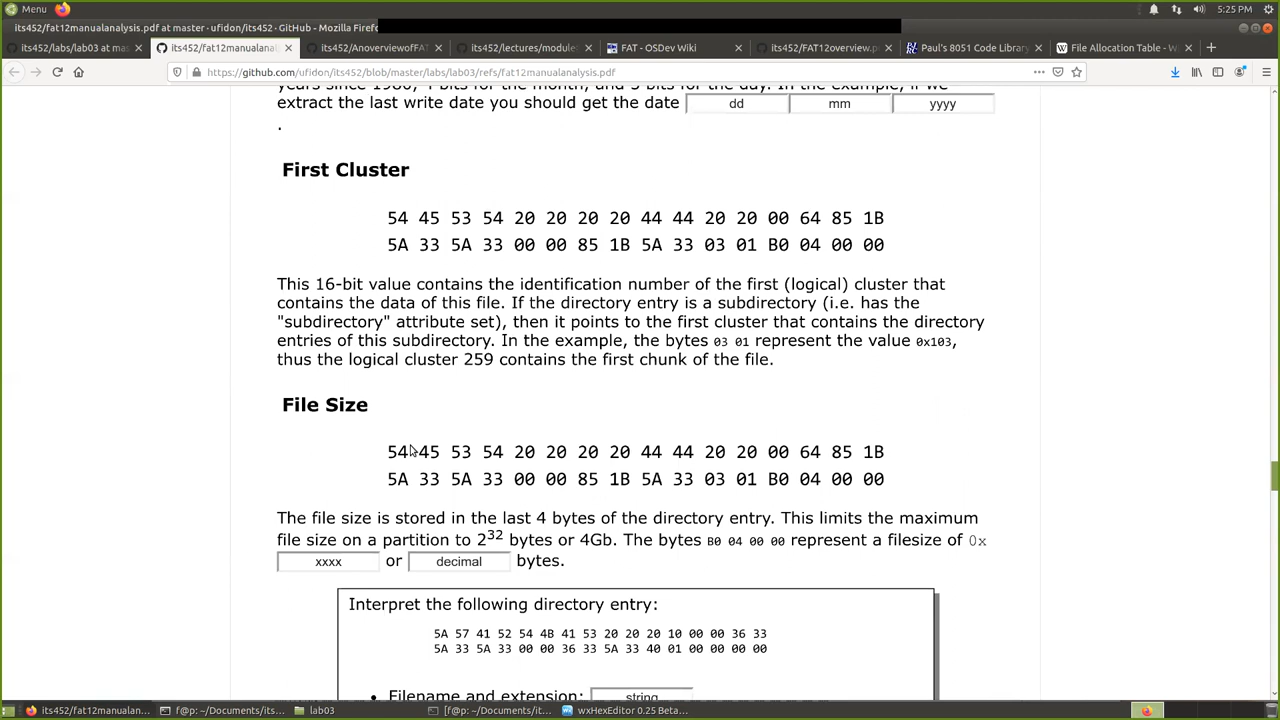 Menu
5:25 PM
its452/fat12manualanalysis.pdf at master · ufidon/its452 · GitHub - Mozilla Firefo
its452/labs/lab03 at mas
its452/fat12manualanal
its452/AnoverviewofFAT
its452/lectures/module
FAT - OSDev Wiki
its452/FAT12overview.p
Paul's 8051 Code Library
File Allocation Table - W
https://github.com/ufidon/its452/blob/master/labs/lab03/refs/fat12manualanalysis.pdf
extract the last write date you should get the date dd mm yyyy
.
First Cluster
54 45 53 54 20 20 20 20 44 44 20 20 00 64 85 1B
5A 33 5A 33 00 00 85 1B 5A 33 03 01 B0 04 00 00
This 16-bit value contains the identification number of the first (logical) cluster that
contains the data of this file. If the directory entry is a subdirectory (i.e. has the
"subdirectory" attribute set), then it points to the first cluster that contains the directory
entries of this subdirectory. In the example, the bytes 03 01 represent the value 0x103,
thus the logical cluster 259 contains the first chunk of the file.
File Size
54 45 53 54 20 20 20 20 44 44 20 20 00 64 85 1B
5A 33 5A 33 00 00 85 1B 5A 33 03 01 B0 04 00 00
The file size is stored in the last 4 bytes of the directory entry. This limits the maximum
file size on a partition to 2³² bytes or 4Gb. The bytes B0 04 00 00 represent a filesize of 0x
xxxx or decimal bytes.
Interpret the following directory entry:
5A 57 41 52 54 4B 41 53 20 20 20 10 00 00 36 33
5A 33 5A 33 00 00 36 33 5A 33 40 01 00 00 00 00
• Filename and extension: string
its452/fat12manualan...
f@p: ~/Documents/its...
lab03
[f@p: ~/Documents/it...
wxHexEditor 0.25 Beta...